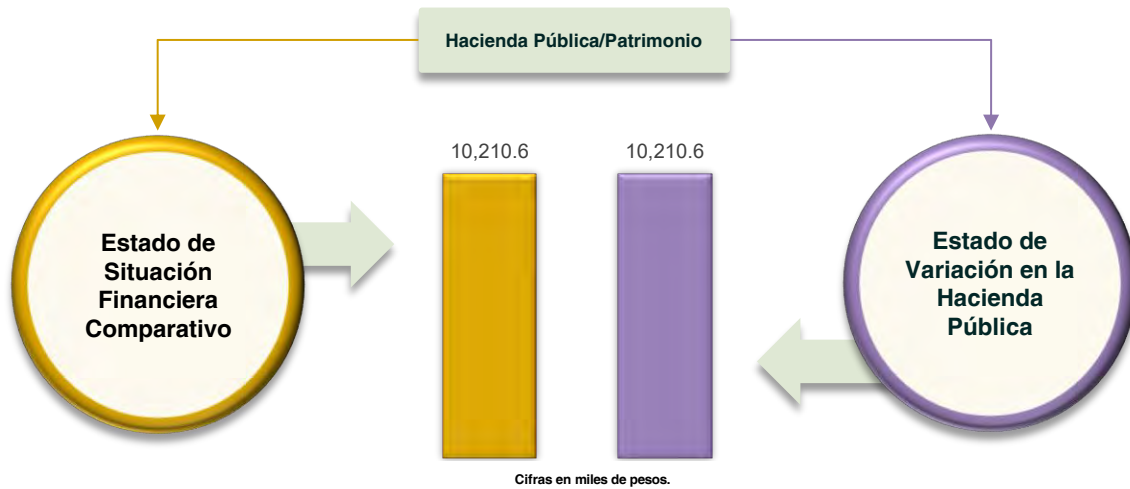 Hacienda Pública/Patrimonio
10,210.6
10,210.6
Estado de
Situación
Financiera
Comparativo
Estado de
Variación en la
Hacienda
Pública
Cifras en miles de pesos.